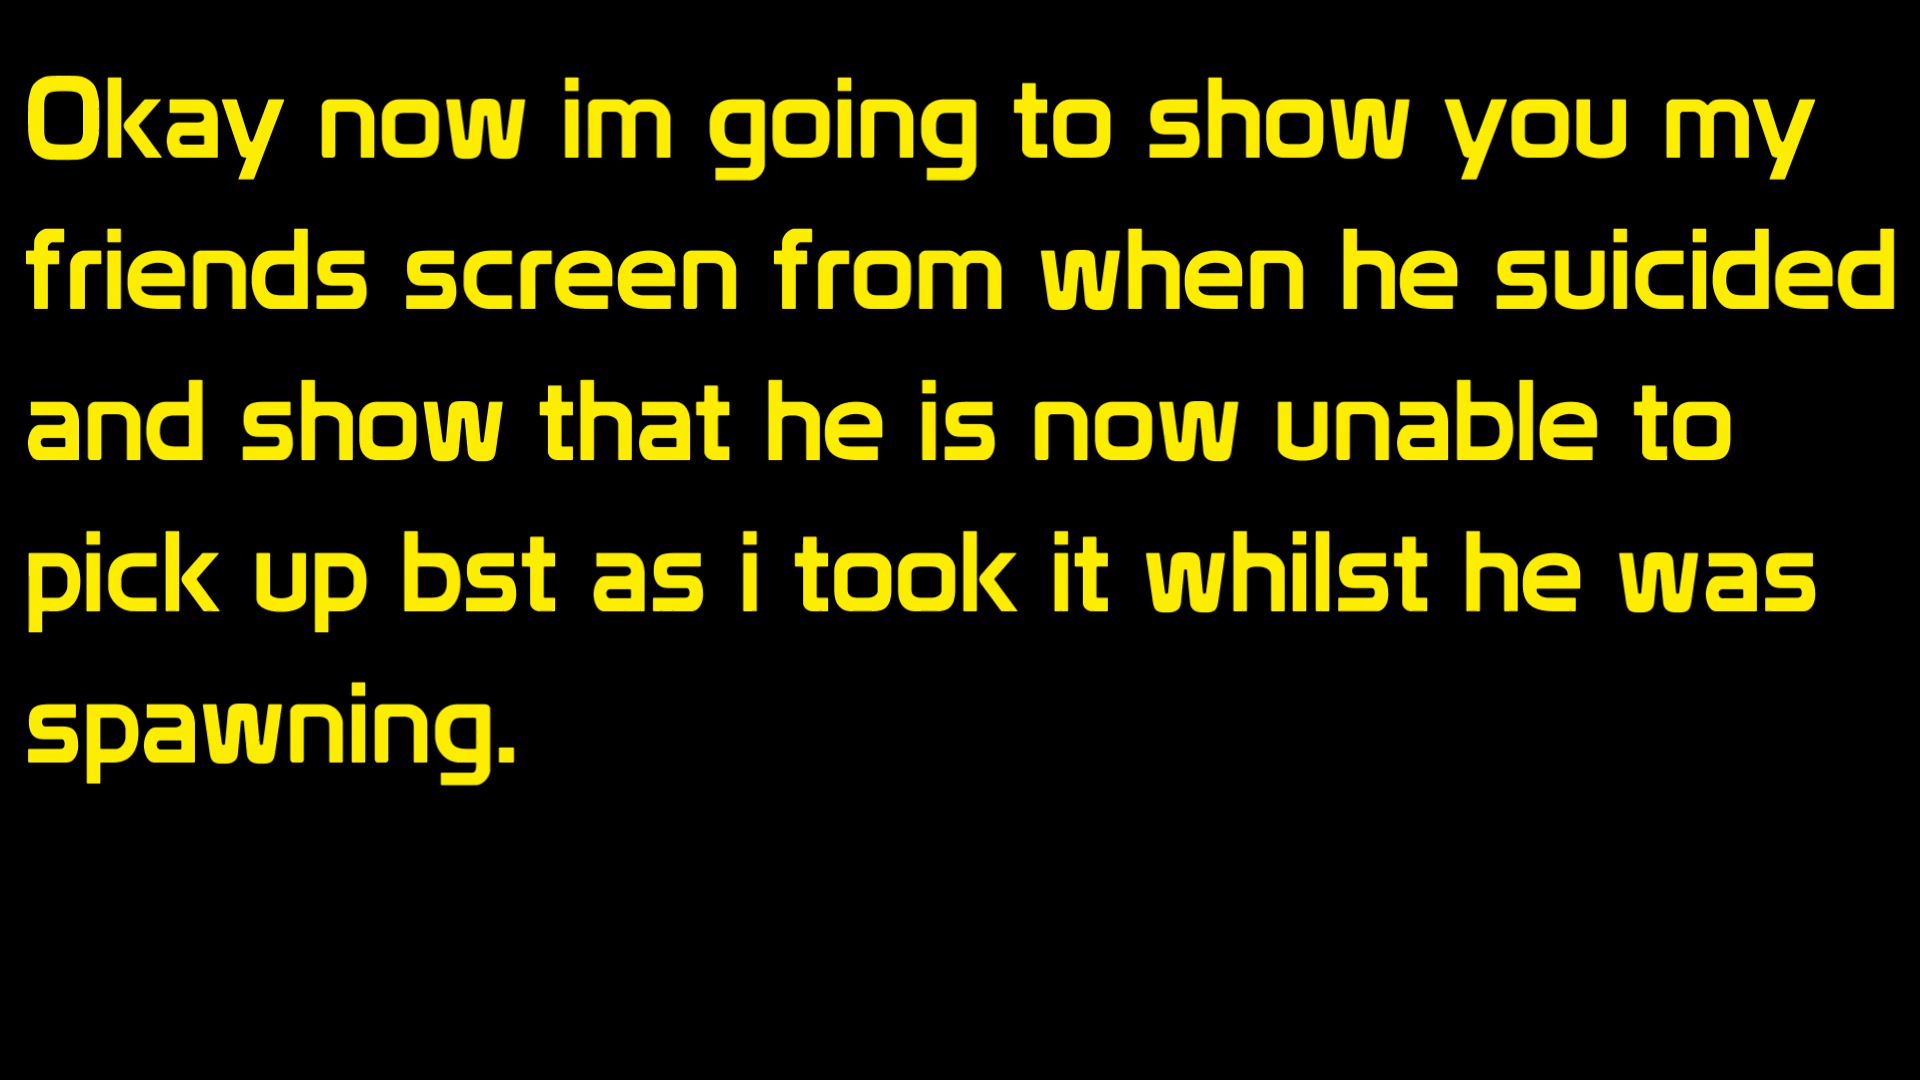 Okay now im going to show you my
friends screen from when he suicided
and show that he is now unable to
pick up bst as i took it whilst he was
spawning.